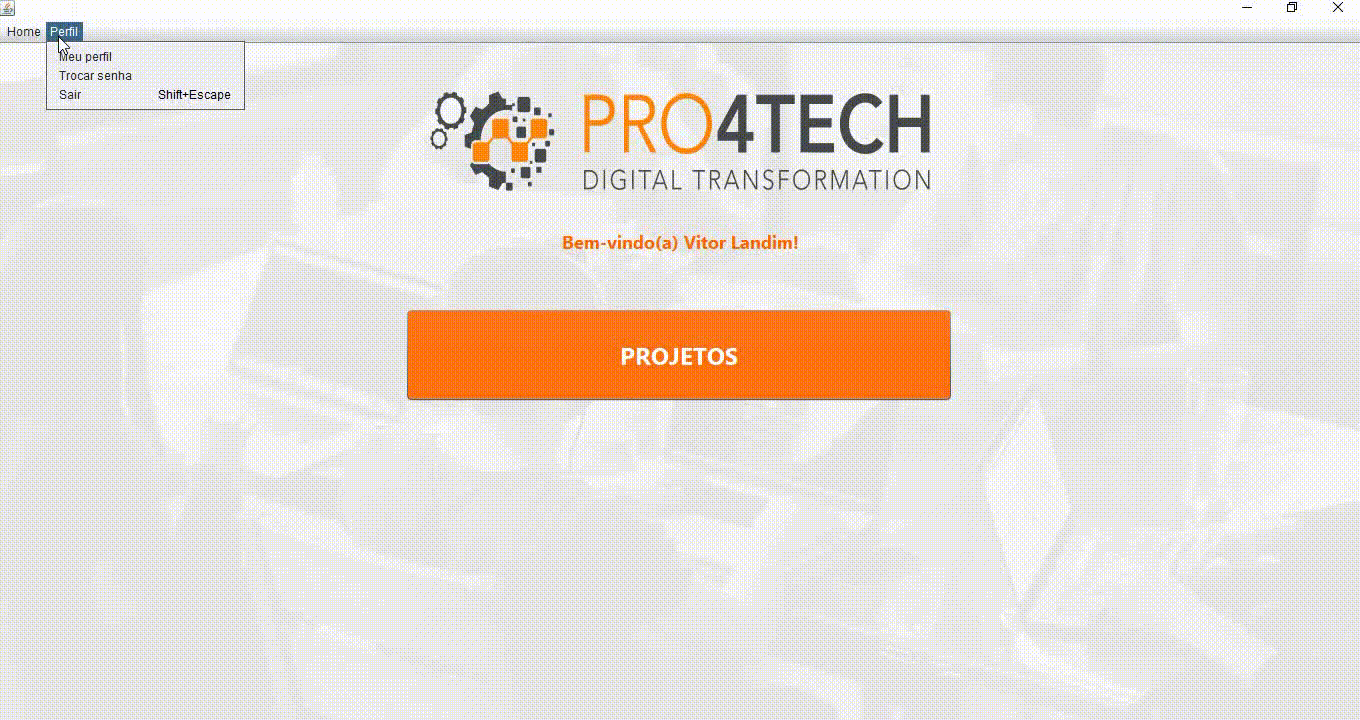 Home Perfil
Meu perfil
Trocar senha
Sair Shift+Escape
PRO4TECH
DIGITAL TRANSFORMATION
Bem-vindo(a) Vitor Landim!
PROJETOS